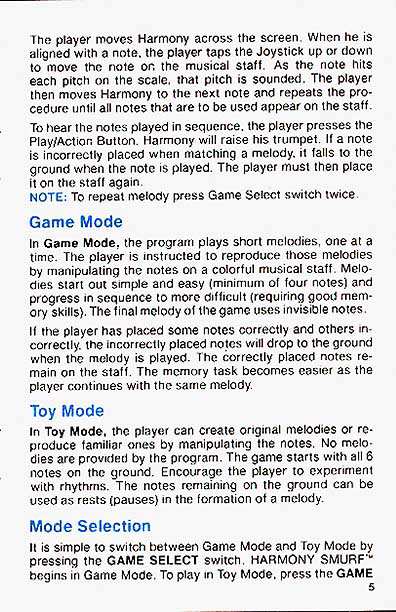 The player moves Harmony across the screen. When he is
aligned with a note, the player taps the Joystick up or down
to move the note on the musical staff. As the note hits
each pitch on the scale, that pitch is sounded. The player
then moves Harmony to the next note and repeats the pro-
cedure until all notes that are to be used appear on the staff.
To hear the notes played in sequence, the player presses the
Play/Action Button. Harmony will raise his trumpet. If a note
is incorrectly placed when matching a melody, it falls to the
ground when the note is played. The player must then place
it on the staff again.
NOTE: To repeat melody press Game Select switch twice.
Game Mode
In Game Mode, the program plays short melodies, one at a
time. The player is instructed to reproduce those melodies
by manipulating the notes on a colorful musical staff. Melo-
dies start out simple and easy (minimum of four notes) and
progress in sequence to more difficult (requiring good mem-
ory skills). The final melody of the game uses invisible notes.
If the player has placed some notes correctly and others in-
correctly, the incorrectly placed notes will drop to the ground
when the melody is played. The correctly placed notes re-
main on the staff. The memory task becomes easier as the
player continues with the same melody.
Toy Mode
In Toy Mode, the player can create original melodies or re-
produce familiar ones by manipulating the notes. No melo-
dies are provided by the program. The game starts with all 6
notes on the ground. Encourage the player to experiment
with rhythms. The notes remaining on the ground can be
used as rests (pauses) in the formation of a melody.
Mode Selection
It is simple to switch between Game Mode and Toy Mode by
pressing the GAME SELECT switch. HARMONY SMURF™
begins in Game Mode. To play in Toy Mode, press the GAME
5